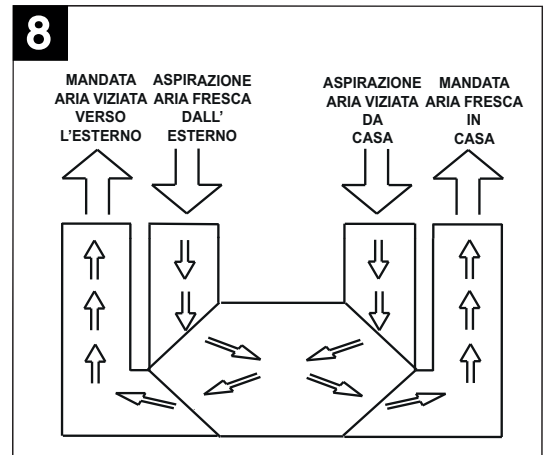 8
MANDATA
ARIA VIZIATA
VERSO
L'ESTERNO
ASPIRAZIONE
ARIA FRESCA
DALL'
ESTERNO
ASPIRAZIONE
ARIA VIZIATA
DA
CASA
MANDATA
ARIA FRESCA
IN
CASA